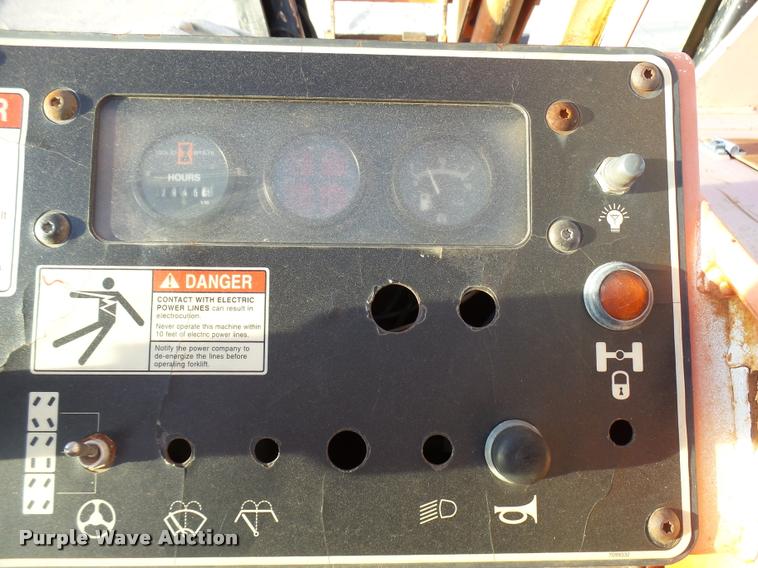 R
HOURS
DANGER
CONTACT WITH ELECTRIC
POWER LINES can result in
electrocution.
Never operate this machine within
10 feet of electric power lines.
Notify the power company to
de-energize the lines before
operating forklift.
Purple Wave Auction